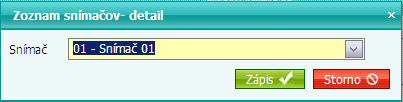 Zoznam snímačov- detail
Snímač 01 - Snímač 01
Zápis Storno